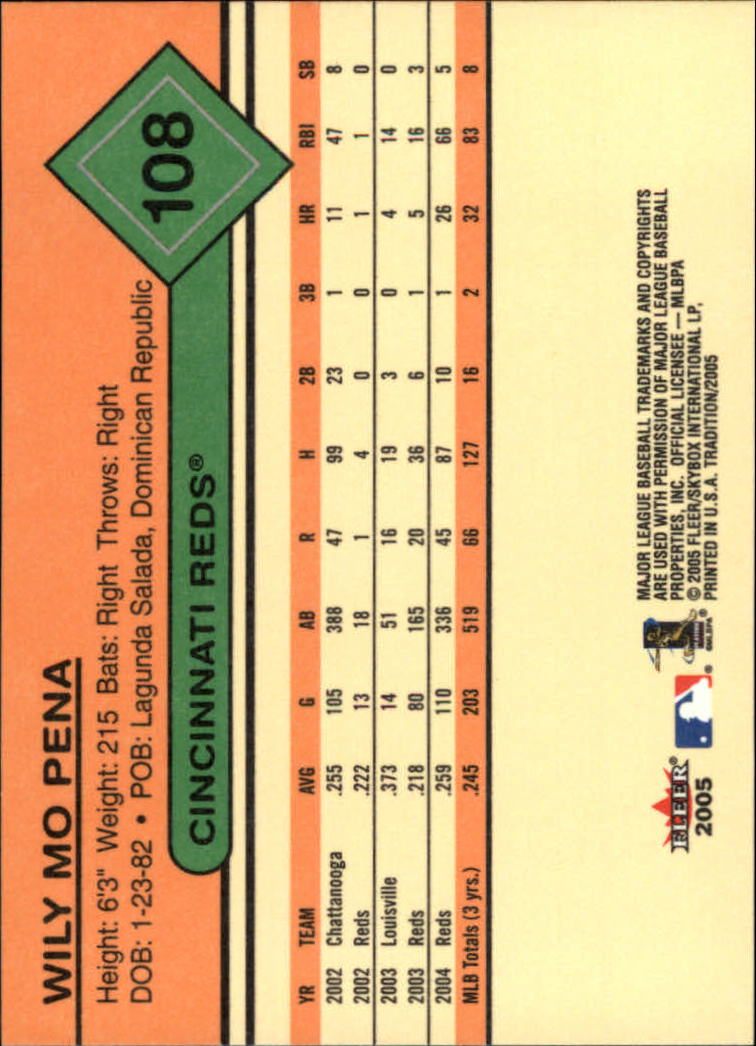 WILY MO PENA
Height: 6'3" Weight: 215 Bats: Right Throws: Right
DOB: 1-23-82 • POB: Lagunda Salada, Dominican Republic
108
CINCINNATI REDS®
YR TEAM AVG G AB R H 2B 3B HR RBI SB
2002 Chattanooga .255 105 388 47 99 23 1 11 47 8
2002 Reds .222 13 18 1 4 0 0 1 1 0
2003 Louisville .373 14 51 16 19 3 0 4 14 0
2003 Reds .218 80 165 20 36 6 1 5 16 3
2004 Reds .259 110 336 45 87 10 1 26 66 5
MLB Totals (3 yrs.) .245 203 519 66 127 16 2 32 83 8
FLEER®
2005
®
©MLBPA
MAJOR LEAGUE BASEBALL TRADEMARKS AND COPYRIGHTS
ARE USED WITH PERMISSION OF MAJOR LEAGUE BASEBALL
PROPERTIES, INC. OFFICIAL LICENSEE — MLBPA
© 2005 FLEER/SKYBOX INTERNATIONAL LP,
PRINTED IN U.S.A. TRADITION/2005